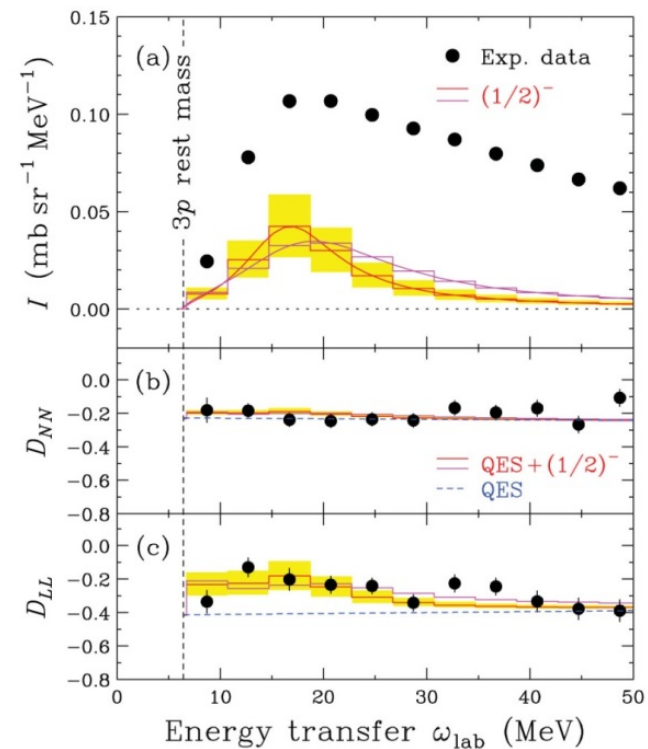 (a)
Exp. data
(1/2)⁻
3p rest mass
I (mb sr⁻¹ MeV⁻¹)
0.15
0.10
0.05
0.00
(b)
D_NN
0.0
−0.2
−0.4
−0.6
−0.8
QES+(1/2)⁻
QES
(c)
D_LL
0.0
−0.2
−0.4
−0.6
−0.8
0 10 20 30 40 50
Energy transfer ω_lab (MeV)